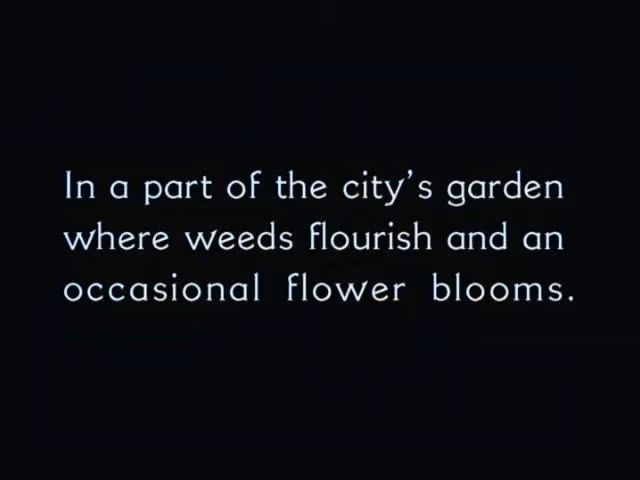 In a part of the city’s garden
where weeds flourish and an
occasional flower blooms.